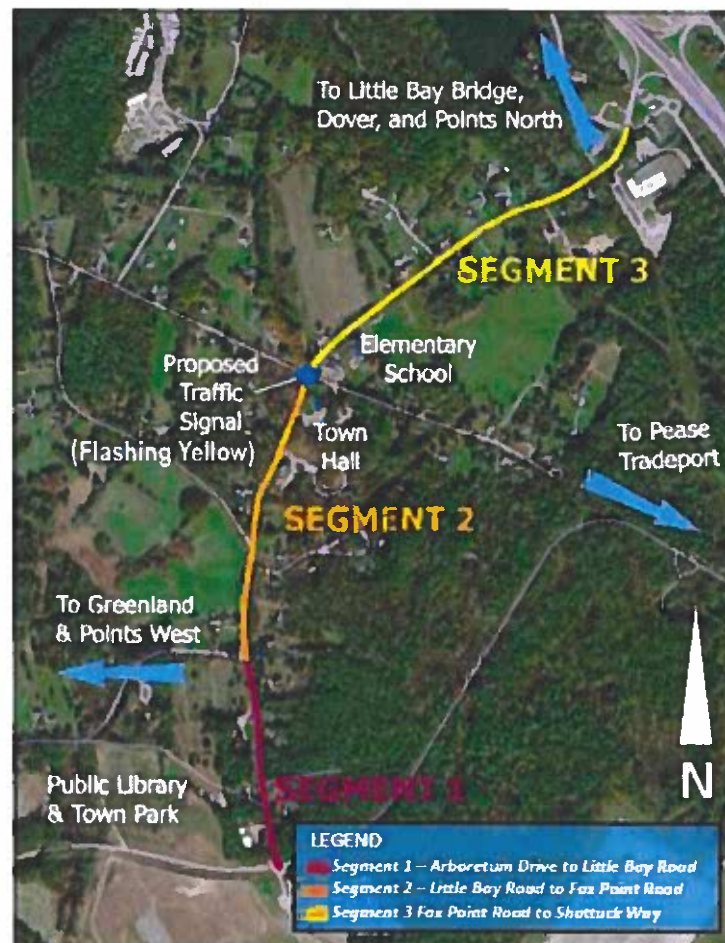 To Little Bay Bridge,
Dover, and Points North
SEGMENT 3
Elementary
School
Proposed
Traffic
Signal
(Flashing Yellow)
Town
Hall
To Pease
Tradeport
SEGMENT 2
To Greenland
& Points West
Public Library
& Town Park
SEGMENT 1
N
LEGEND
Segment 1 – Arboretum Drive to Little Bay Road
Segment 2 – Little Bay Road to Fox Point Road
Segment 3 Fox Point Road to Shattuck Way